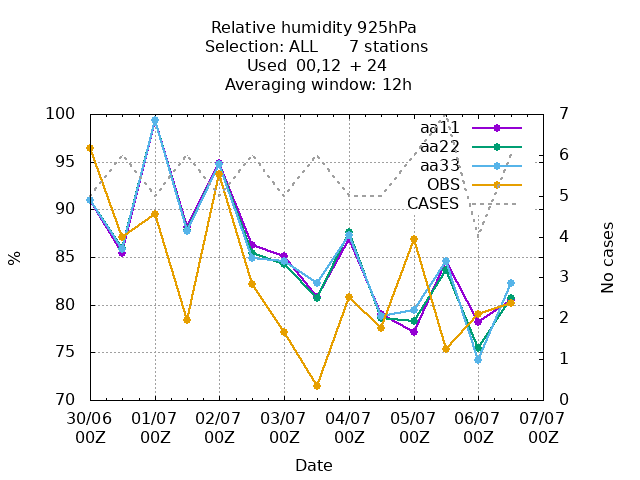 Relative humidity 925hPa
Selection: ALL      7 stations
Used  00,12  + 24
Averaging window: 12h
100
95
90
85
80
75
70
7
6
5
4
3
2
1
0
aa11
aa22
aa33
OBS
CASES
%
No cases
30/06 01/07 02/07 03/07 04/07 05/07 06/07 07/07
00Z 00Z 00Z 00Z 00Z 00Z 00Z 00Z
Date